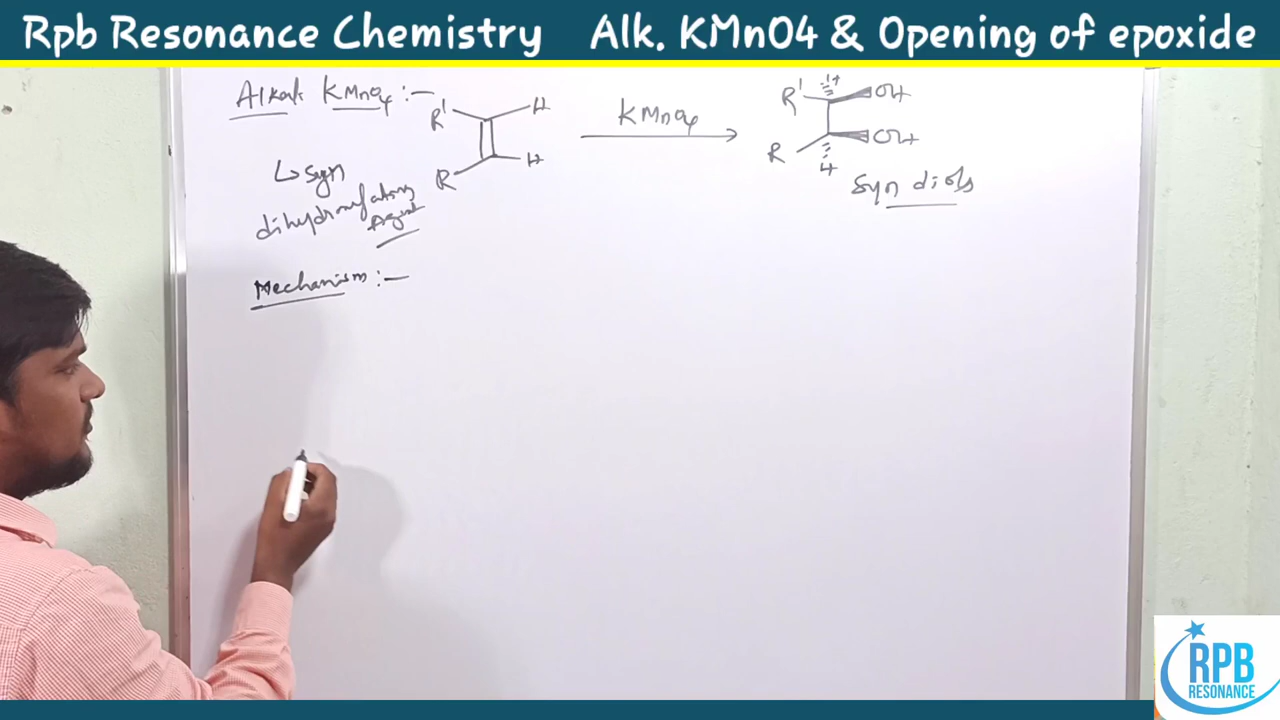 Rpb Resonance Chemistry Alk. KMnO4 & Opening of epoxide
Alkali KMnO4 :-
R' H
R H
KMnO4
R' H OH
R H OH
Syn diols
↳ syn
dihydroxylating
Agent
Mechanism :-
RPB
RESONANCE